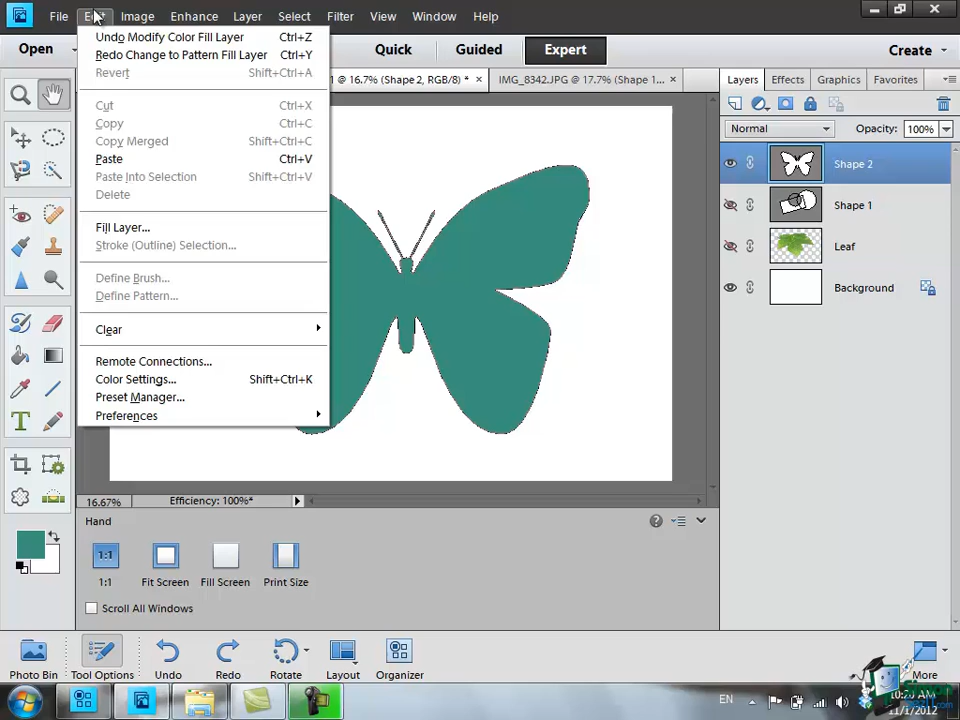 File Edit Image Enhance Layer Select Filter View Window Help
Open Quick Guided Expert Create
1 @ 16.7% (Shape 2, RGB/8) * × IMG_8342.JPG @ 17.7% (Shape 1... ×
Undo Modify Color Fill Layer Ctrl+Z
Redo Change to Pattern Fill Layer Ctrl+Y
Revert Shift+Ctrl+A
Cut Ctrl+X
Copy Ctrl+C
Copy Merged Shift+Ctrl+C
Paste Ctrl+V
Paste Into Selection Shift+Ctrl+V
Delete
Fill Layer...
Stroke (Outline) Selection...
Define Brush...
Define Pattern...
Clear
Remote Connections...
Color Settings... Shift+Ctrl+K
Preset Manager...
Preferences
Layers Effects Graphics Favorites
Normal Opacity: 100%
Shape 2
Shape 1
Leaf
Background
16.67% Efficiency: 100%*
Hand
1:1
1:1 Fit Screen Fill Screen Print Size
Scroll All Windows
Photo Bin Tool Options Undo Redo Rotate Layout Organizer More
EN
11/1/2012